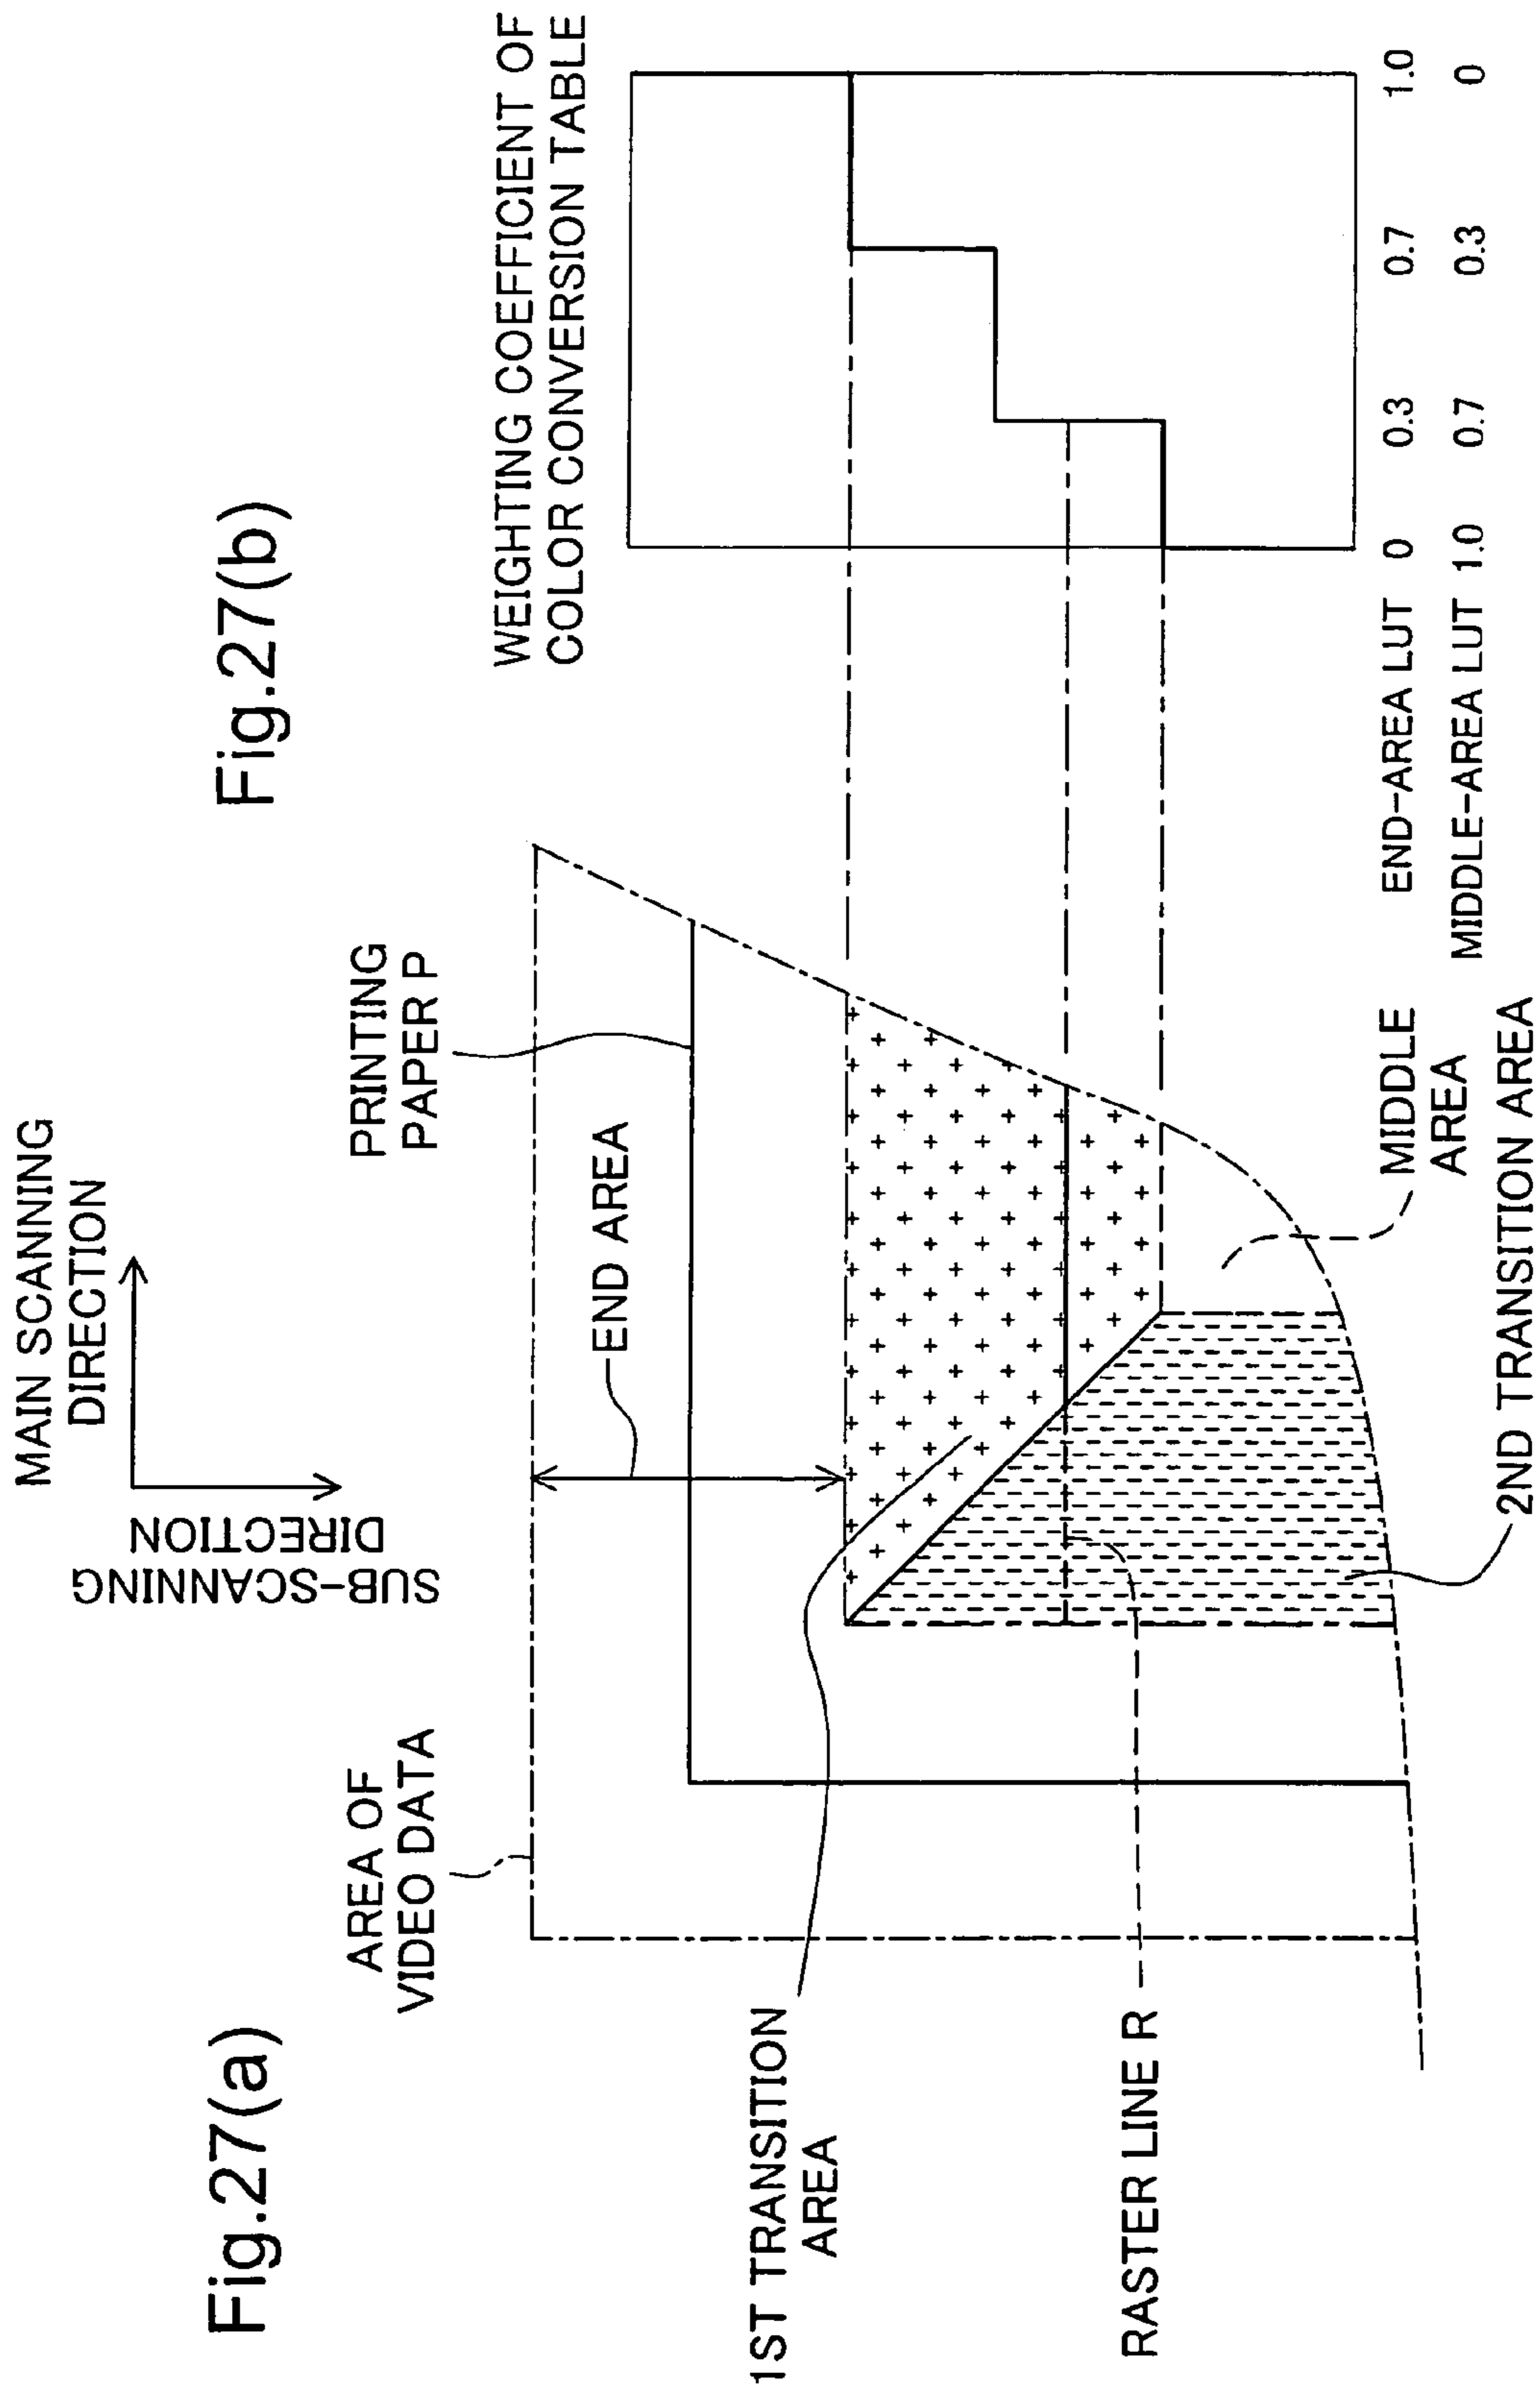 Fig.27(a)
Fig.27(b)
MAIN SCANNING
DIRECTION
SUB-SCANNING
DIRECTION
AREA OF
VIDEO DATA
PRINTING
PAPER P
END AREA
1ST TRANSITION
AREA
RASTER LINE R
MIDDLE
AREA
2ND TRANSITION AREA
WEIGHTING COEFFICIENT OF
COLOR CONVERSION TABLE
END-AREA LUT 0 0.3 0.7 1.0
MIDDLE-AREA LUT 1.0 0.7 0.3 0